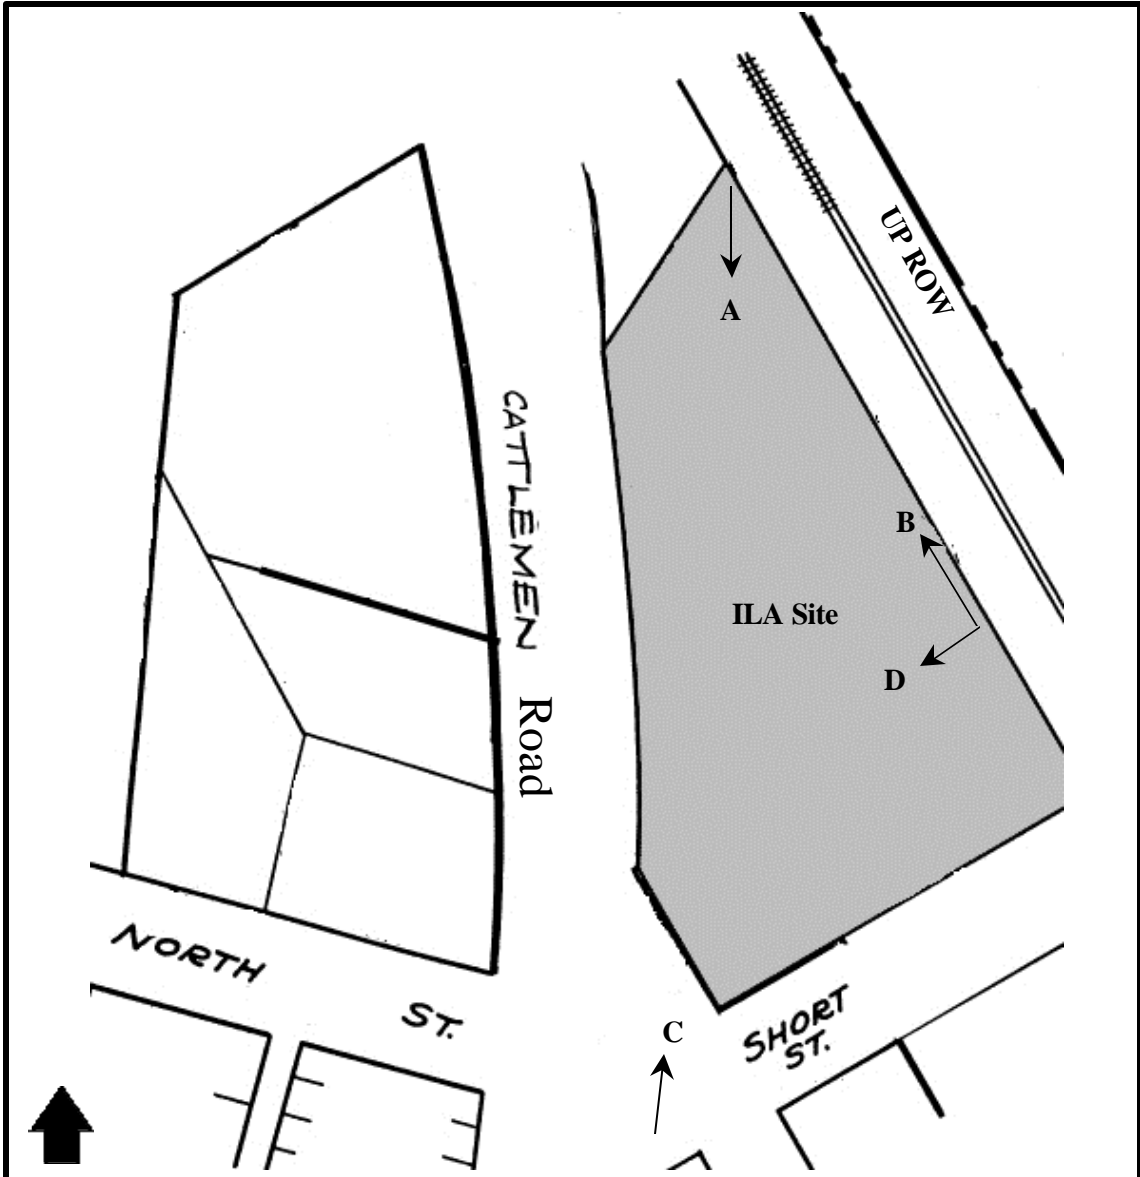 UP ROW
A
CATTLEMEN
Road
B
ILA Site
D
NORTH
ST.
C
SHORT
ST.